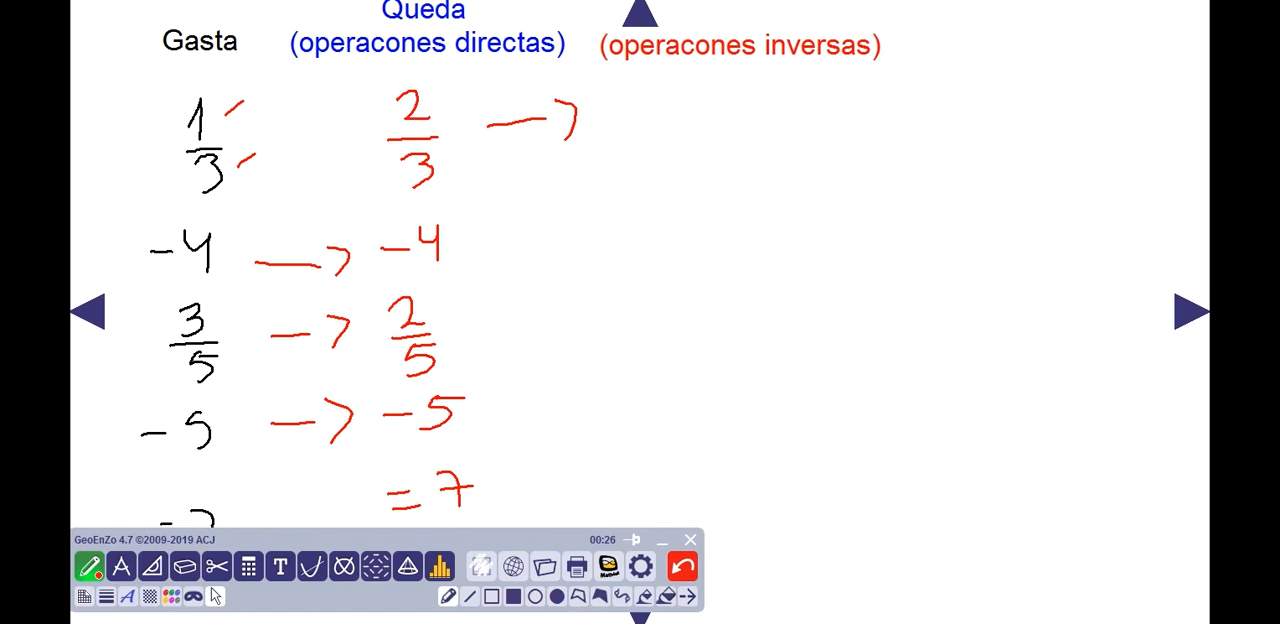 Queda
Gasta (operacones directas) (operacones inversas)
1/3 2/3 →
-4 → -4
3/5 → 2/5
-5 → -5
= 7
GeoEnZo 4.7 ©2009-2019 ACJ 00:26